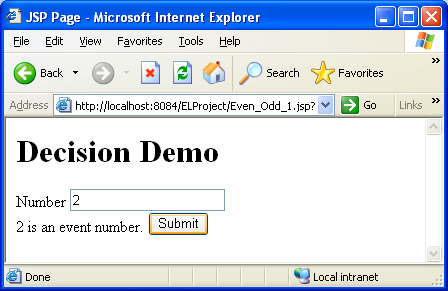 JSP Page - Microsoft Internet Explorer
File Edit View Favorites Tools Help
Back Search Favorites »
Address http://localhost:8084/ELProject/Even_Odd_1.jsp? Go Links »
Decision Demo
Number 2
2 is an event number. Submit
Done Local intranet